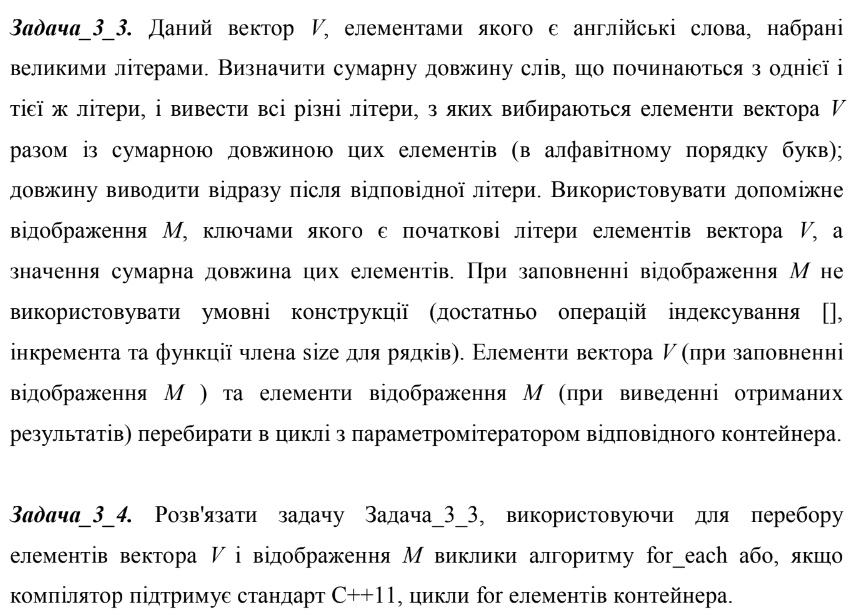 Задача_3_3. Даний вектор V, елементами якого є англійські слова, набрані
великими літерами. Визначити сумарну довжину слів, що починаються з однієї і
тієї ж літери, і вивести всі різні літери, з яких вибираються елементи вектора V
разом із сумарною довжиною цих елементів (в алфавітному порядку букв);
довжину виводити відразу після відповідної літери. Використовувати допоміжне
відображення M, ключами якого є початкові літери елементів вектора V, а
значення сумарна довжина цих елементів. При заповненні відображення M не
використовувати умовні конструкції (достатньо операцій індексування [],
інкремента та функції члена size для рядків). Елементи вектора V (при заповненні
відображення M ) та елементи відображення M (при виведенні отриманих
результатів) перебирати в циклі з параметромітератором відповідного контейнера.
Задача_3_4. Розв'язати задачу Задача_3_3, використовуючи для перебору
елементів вектора V і відображення M виклики алгоритму for_each або, якщо
компілятор підтримує стандарт C++11, цикли for елементів контейнера.